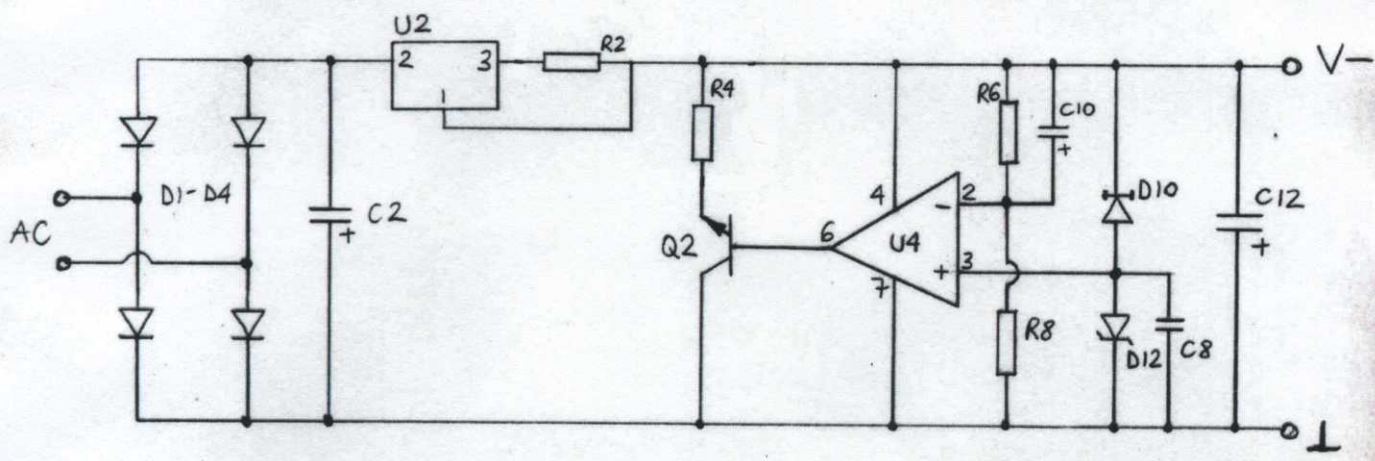 U2
2 3
1
R2
V-
R4
R6
C10
+
D1-D4
AC
C2
+
Q2
6
4
2
-
U4
+
3
7
D10
C12
+
R8
D12
C8
⊥